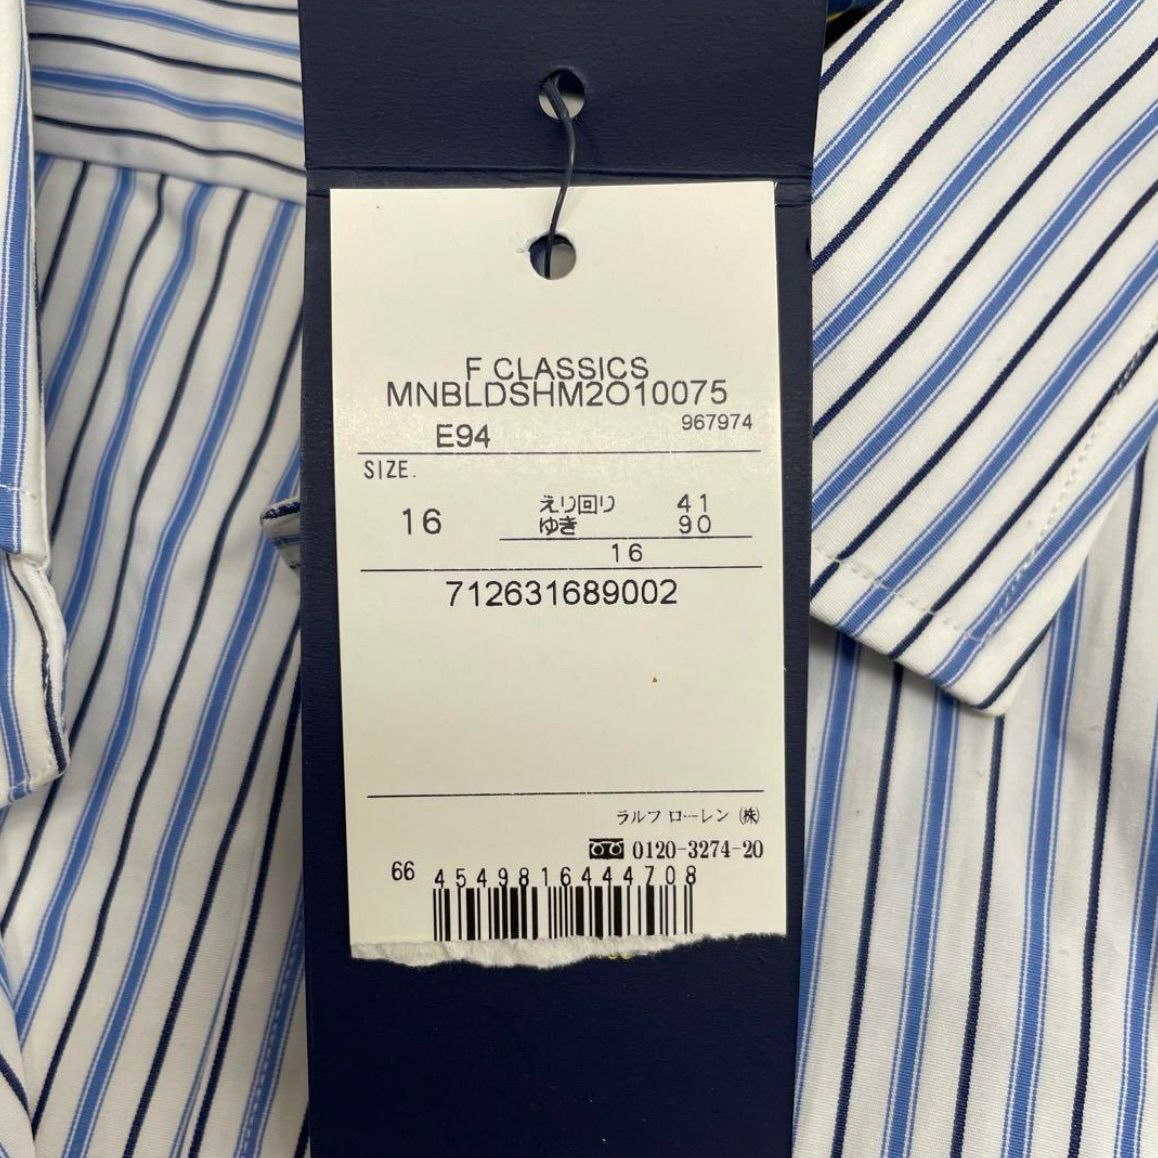 F CLASSICS
MNBLDSHM2O10075
967974
E94
SIZE.
16
えり回り 41
ゆき 90
16
712631689002
ラルフ ローレン ㈱
0120-3274-20
66
4549816444708